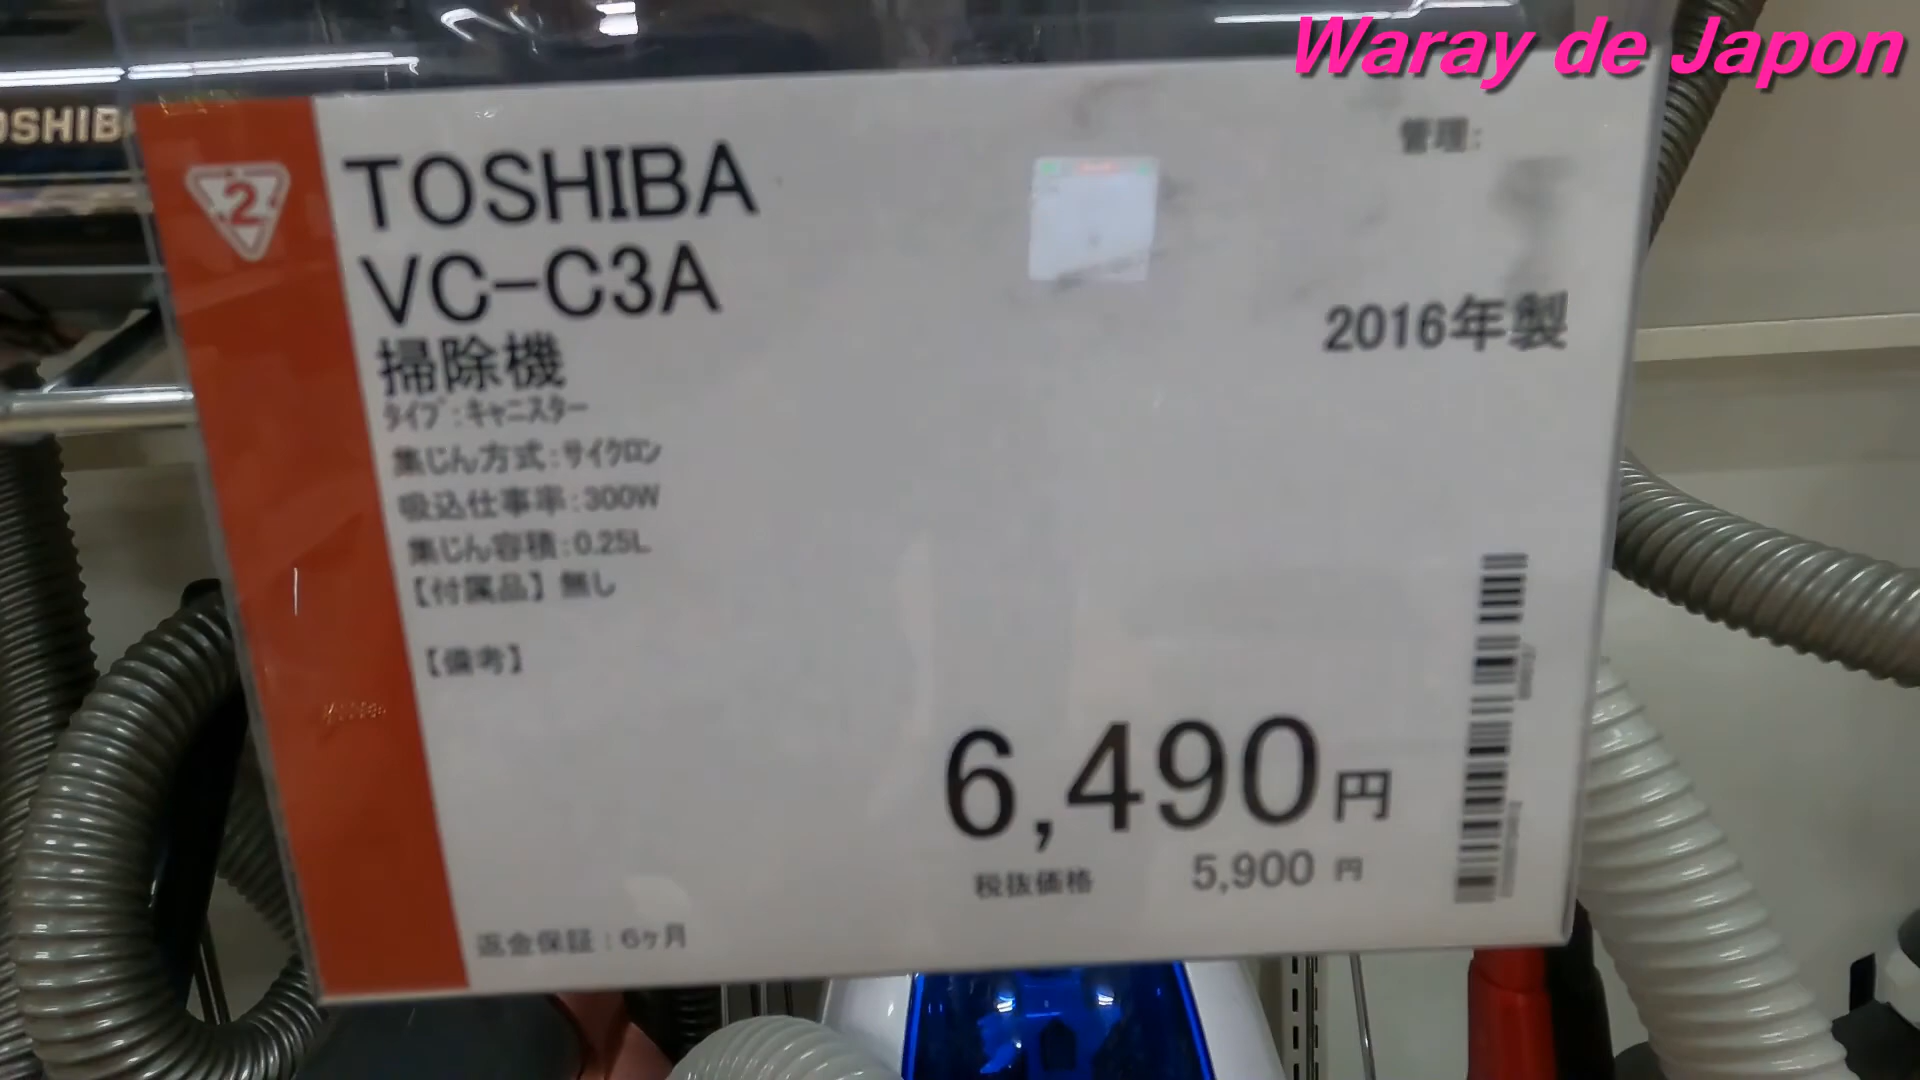 Waray de Japon
TOSHIB
2
TOSHIBA
VC-C3A
掃除機
ﾀｲﾌﾟ:ｷｬﾆｽﾀｰ
集じん方式:ｻｲｸﾛﾝ
吸込仕事率:300W
集じん容積:0.25L
【付属品】無し
【備考】
管理:
2016年製
6,490円
税抜価格 5,900 円
返金保証:6ヶ月